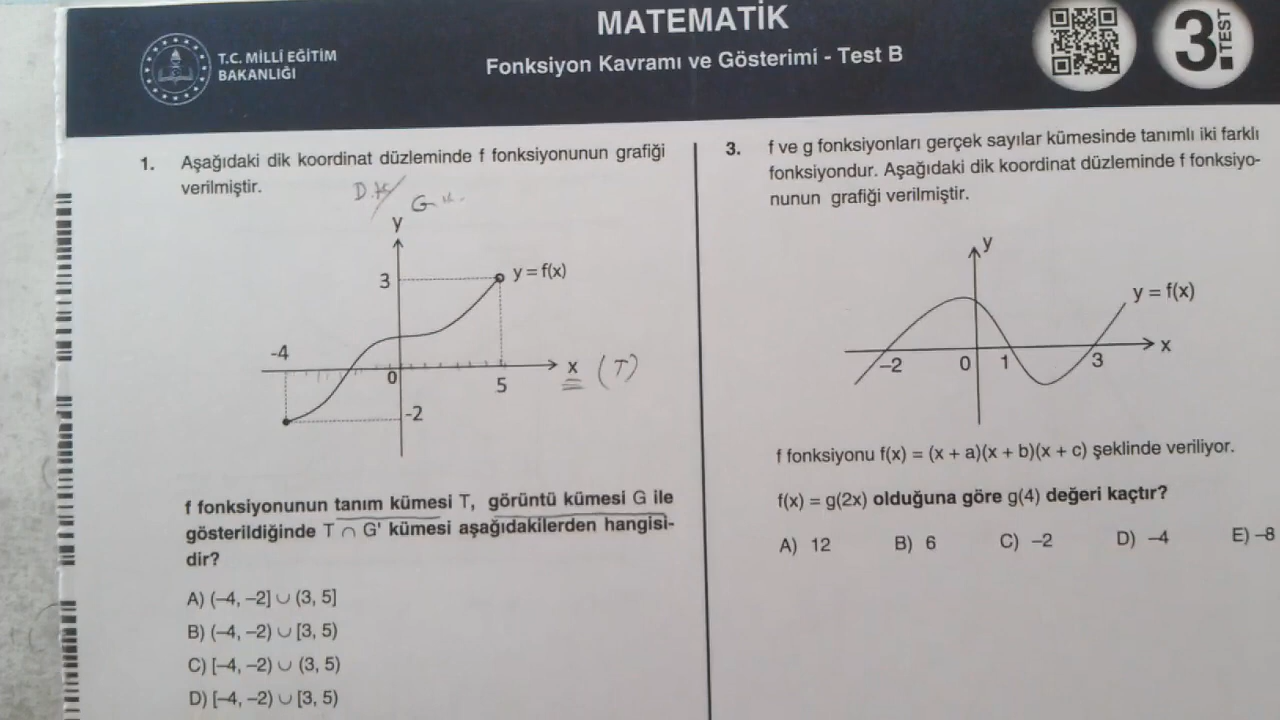 MATEMATİK
Fonksiyon Kavramı ve Gösterimi - Test B
T.C. MİLLÎ EĞİTİM
BAKANLIĞI
3.
TEST
1. Aşağıdaki dik koordinat düzleminde f fonksiyonunun grafiği
verilmiştir.
G
y
3
y = f(x)
-4
0
5
x (T)
-2
f fonksiyonunun tanım kümesi T, görüntü kümesi G ile
gösterildiğinde T ∩ G' kümesi aşağıdakilerden hangisi-
dir?
A) (–4, –2] ∪ (3, 5]
B) (–4, –2) ∪ [3, 5)
C) [–4, –2) ∪ (3, 5)
D) [–4, –2) ∪ [3, 5)
3. f ve g fonksiyonları gerçek sayılar kümesinde tanımlı iki farklı
fonksiyondur. Aşağıdaki dik koordinat düzleminde f fonksiyo-
nunun grafiği verilmiştir.
y
y = f(x)
x
–2
0
1
3
f fonksiyonu f(x) = (x + a)(x + b)(x + c) şeklinde veriliyor.
f(x) = g(2x) olduğuna göre g(4) değeri kaçtır?
A) 12 B) 6 C) –2 D) –4 E) –8